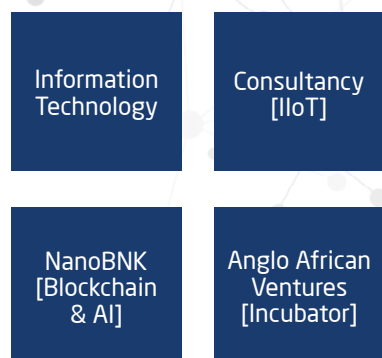 Information
Technology
Consultancy
[IIoT]
NanoBNK
[Blockchain
& AI]
Anglo African
Ventures
[Incubator]